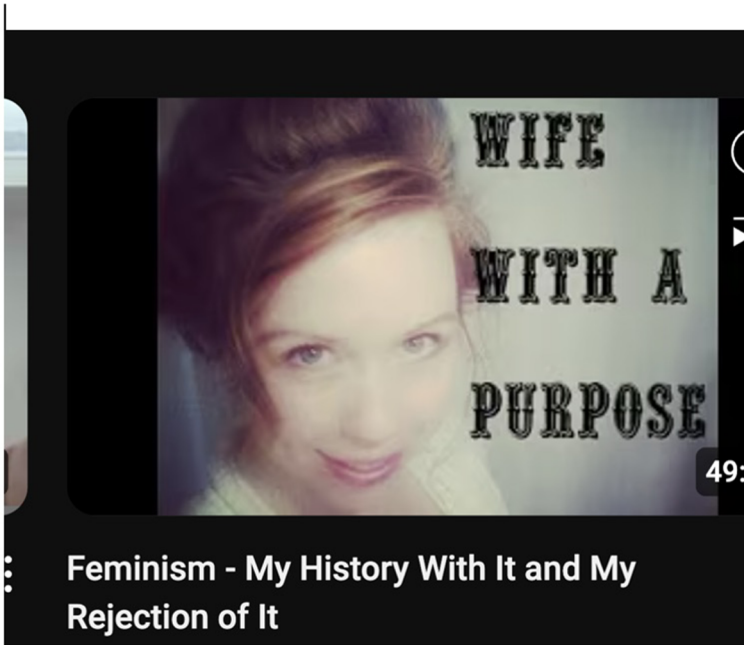 WIFE
WITH A
PURPOSE
49:
Feminism - My History With It and My
Rejection of It